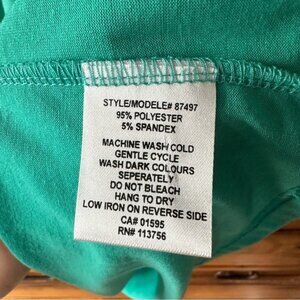 STYLE/MODELE# 87497
95% POLYESTER
5% SPANDEX
MACHINE WASH COLD
GENTLE CYCLE
WASH DARK COLOURS
SEPERATELY
DO NOT BLEACH
HANG TO DRY
LOW IRON ON REVERSE SIDE
CA# 01595
RN# 113756